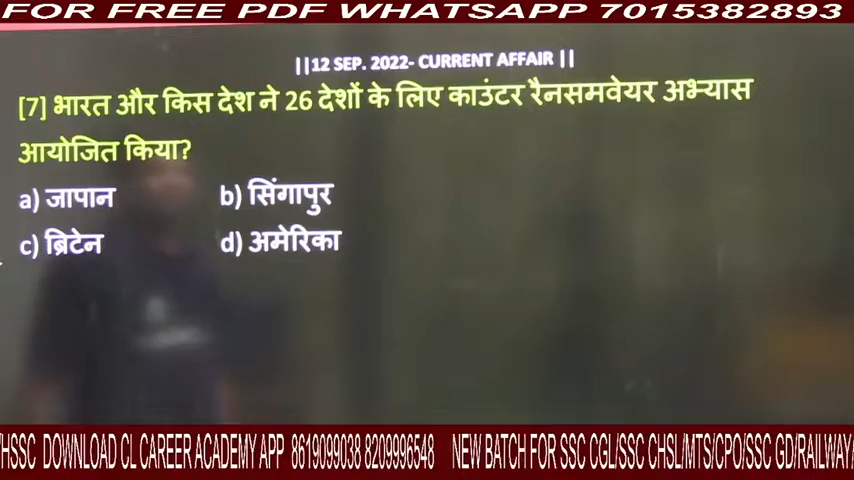 FOR FREE PDF WHATSAPP 7015382893
||12 SEP. 2022- CURRENT AFFAIR ||
[7] भारत और किस देश ने 26 देशों के लिए काउंटर रैनसमवेयर अभ्यास
आयोजित किया?
a) जापान b) सिंगापुर
c) ब्रिटेन d) अमेरिका
/HSSC DOWNLOAD CL CAREER ACADEMY APP 8619099038 8209996548 NEW BATCH FOR SSC CGL/SSC CHSL/MTS/CPO/SSC GD/RAILWAY/